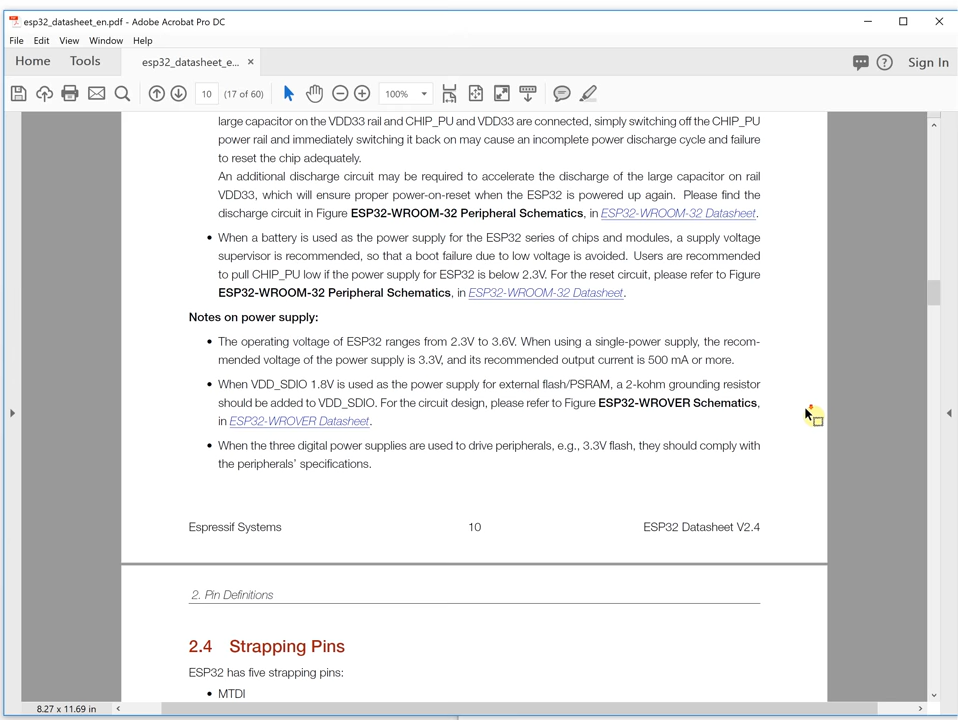 esp32_datasheet_en.pdf - Adobe Acrobat Pro DC
File Edit View Window Help
Home Tools esp32_datasheet_e... × Sign In
10 (17 of 60) 100%
large capacitor on the VDD33 rail and CHIP_PU and VDD33 are connected, simply switching off the CHIP_PU
power rail and immediately switching it back on may cause an incomplete power discharge cycle and failure
to reset the chip adequately.
An additional discharge circuit may be required to accelerate the discharge of the large capacitor on rail
VDD33, which will ensure proper power-on-reset when the ESP32 is powered up again. Please find the
discharge circuit in Figure ESP32-WROOM-32 Peripheral Schematics, in ESP32-WROOM-32 Datasheet.
• When a battery is used as the power supply for the ESP32 series of chips and modules, a supply voltage
supervisor is recommended, so that a boot failure due to low voltage is avoided. Users are recommended
to pull CHIP_PU low if the power supply for ESP32 is below 2.3V. For the reset circuit, please refer to Figure
ESP32-WROOM-32 Peripheral Schematics, in ESP32-WROOM-32 Datasheet.
Notes on power supply:
• The operating voltage of ESP32 ranges from 2.3V to 3.6V. When using a single-power supply, the recom-
mended voltage of the power supply is 3.3V, and its recommended output current is 500 mA or more.
• When VDD_SDIO 1.8V is used as the power supply for external flash/PSRAM, a 2-kohm grounding resistor
should be added to VDD_SDIO. For the circuit design, please refer to Figure ESP32-WROVER Schematics,
in ESP32-WROVER Datasheet.
• When the three digital power supplies are used to drive peripherals, e.g., 3.3V flash, they should comply with
the peripherals' specifications.
Espressif Systems 10 ESP32 Datasheet V2.4
2. Pin Definitions
2.4 Strapping Pins
ESP32 has five strapping pins:
• MTDI
8.27 x 11.69 in